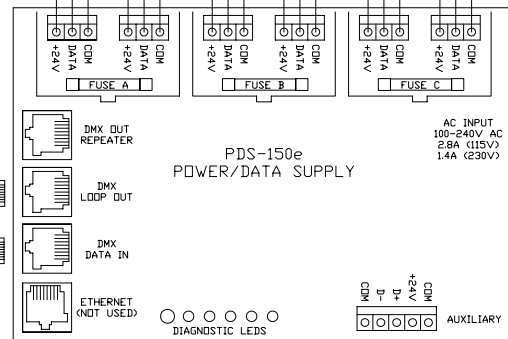 +24V DATA COM +24V DATA COM +24V DATA COM +24V DATA COM +24V DATA COM +24V DATA COM
FUSE A FUSE B FUSE C
DMX OUT
REPEATER
AC INPUT
100-240V AC
2.8A (115V)
1.4A (230V)
PDS-150e
POWER/DATA SUPPLY
DMX
LOOP OUT
DMX
DATA IN
ETHERNET
(NOT USED)
DIAGNOSTIC LEDS
COM D- D+ +24V COM
AUXILIARY